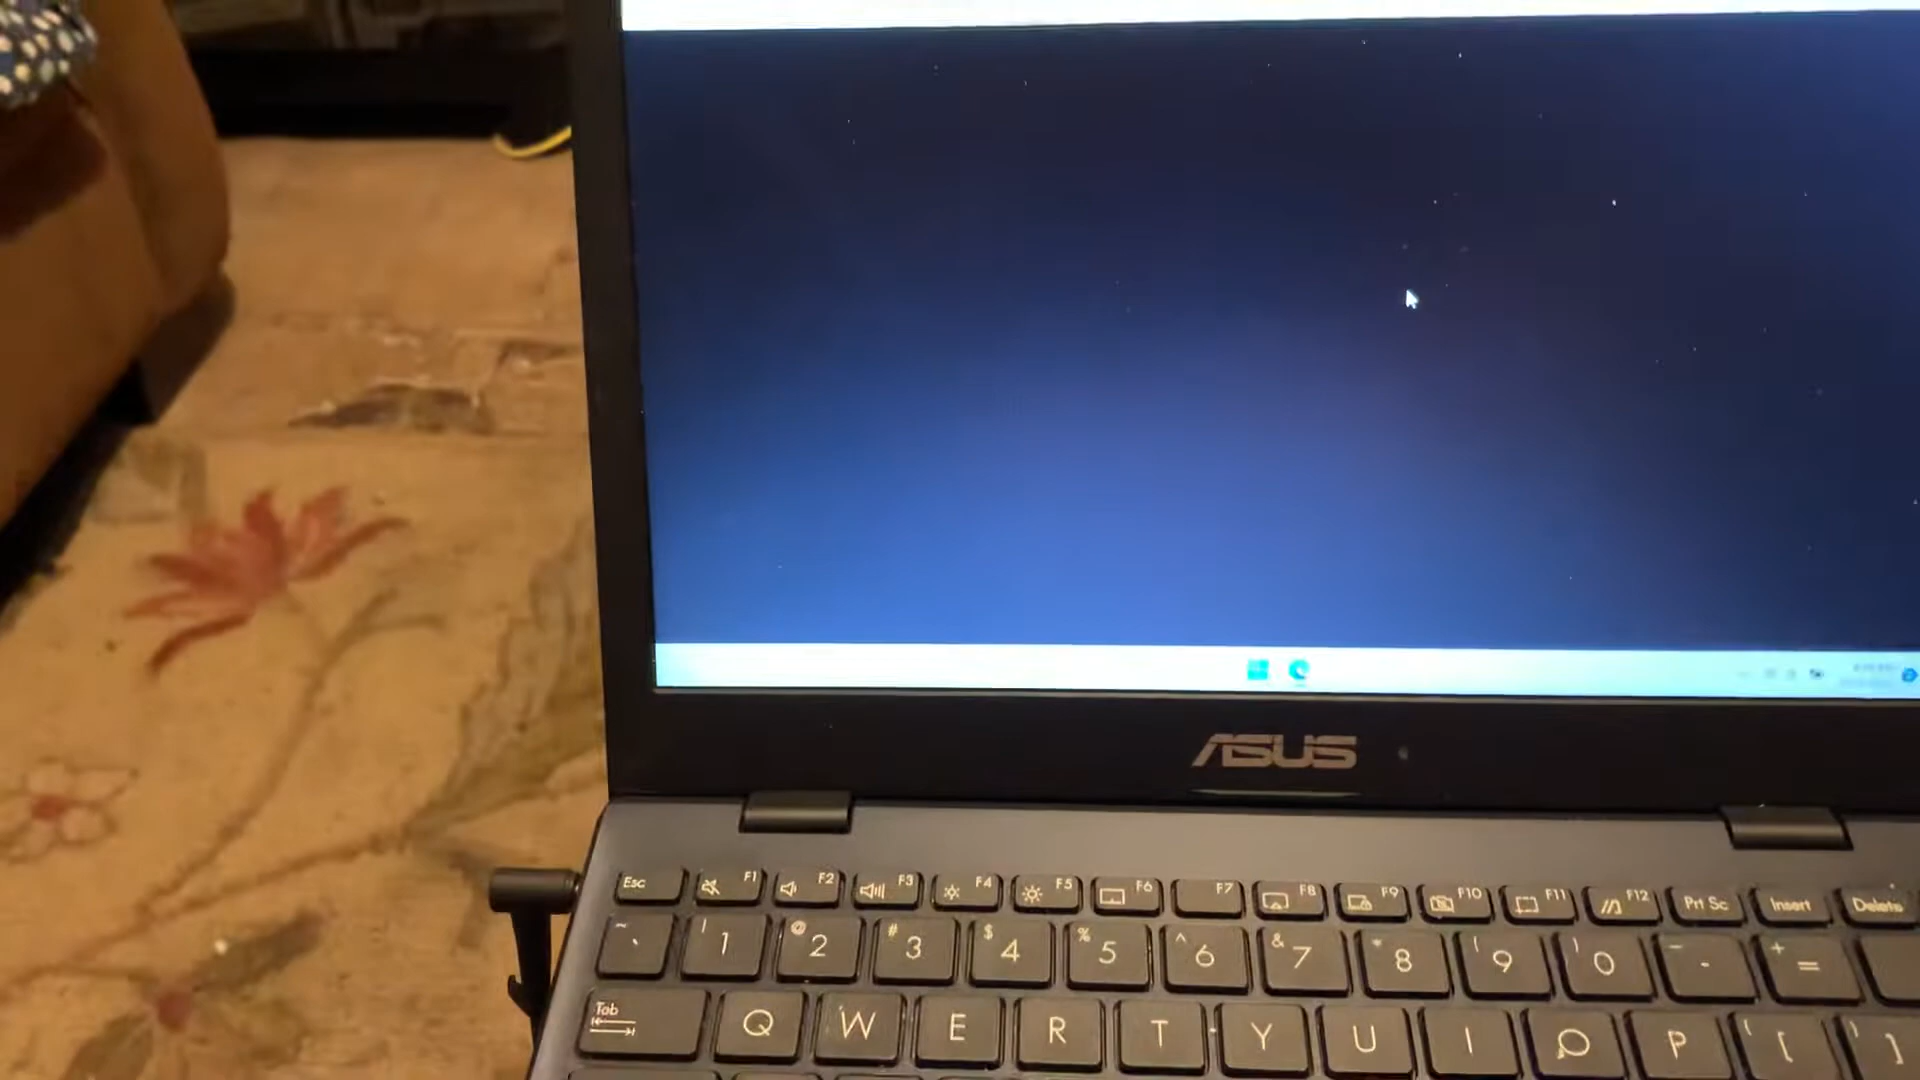 ASUS
Esc F1 F2 F3 F4 F5 F6 F7 F8 F9 F10 F11 F12 Prt Sc Insert Delete
~ ! @ # $ % ^ & * ( ) _ +
` 1 2 3 4 5 6 7 8 9 0 - =
Tab Q W E R T Y U I O P { [ } ]